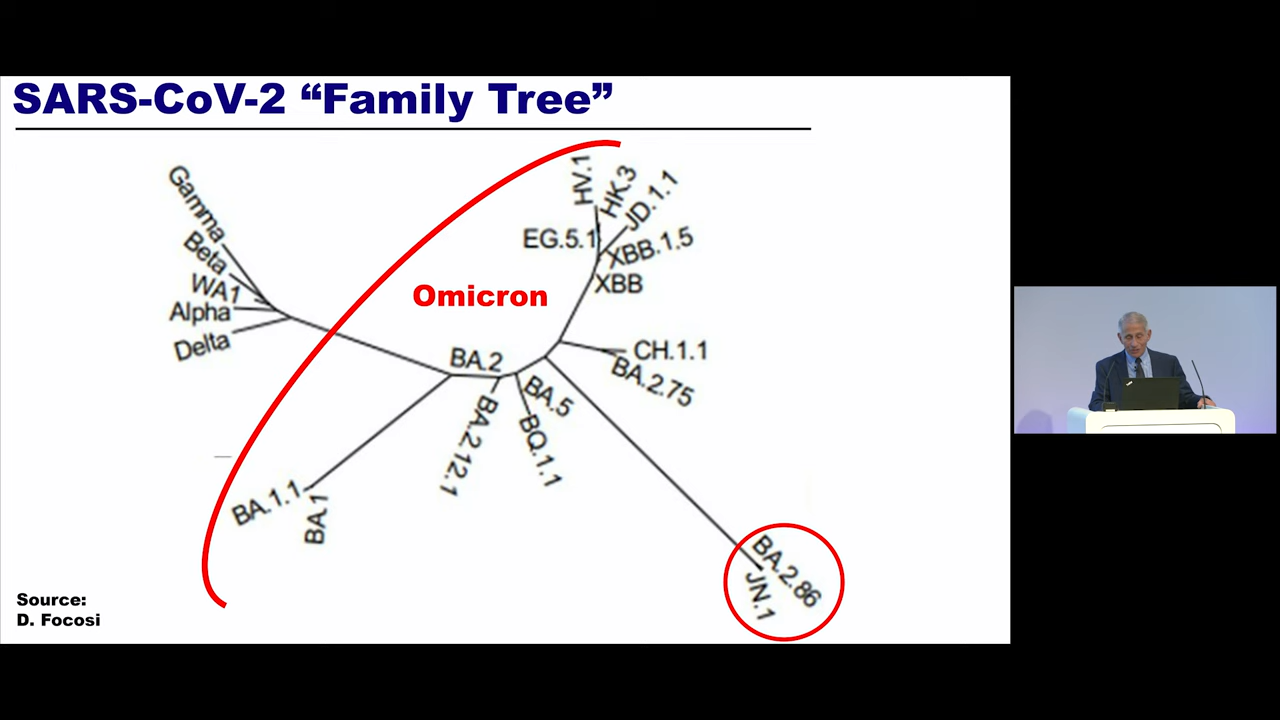 SARS-CoV-2 “Family Tree”
Gamma
Beta
WA1
Alpha
Delta
Omicron
HV.1
HK.3
JD.1.1
EG.5.1
XBB.1.5
XBB
CH.1.1
BA.2.75
BA.2
BA.5
BA.2.12.1
BQ.1.1
BA.1.1
BA.1
BA.2.86
JN.1
Source:
D. Focosi